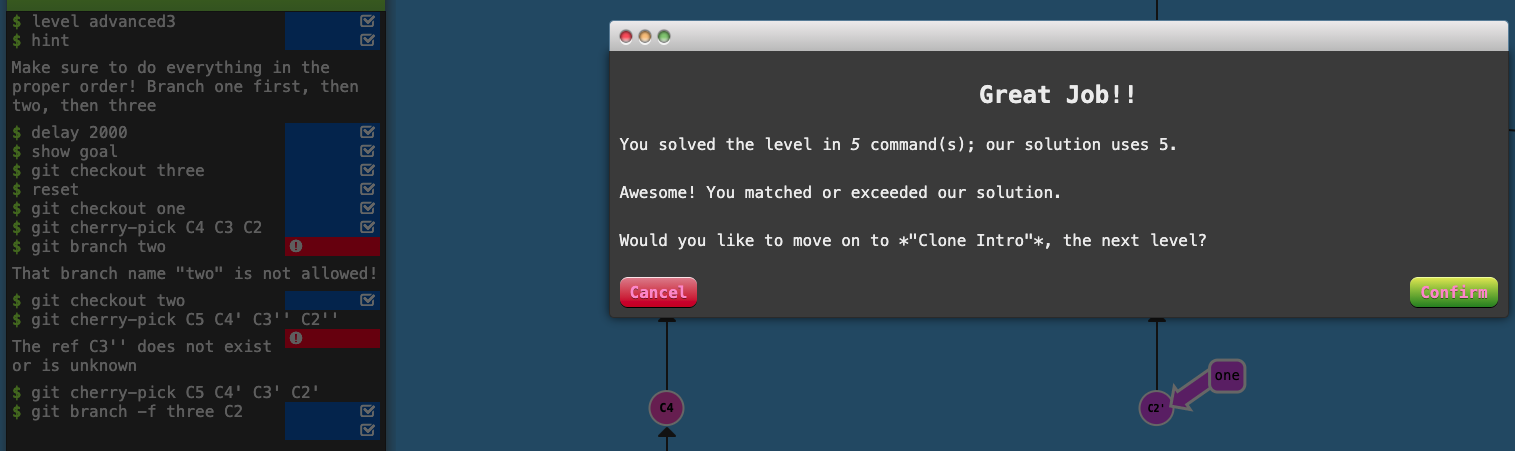 $ level advanced3
$ hint
Make sure to do everything in the
proper order! Branch one first, then
two, then three
$ delay 2000
$ show goal
$ git checkout three
$ reset
$ git checkout one
$ git cherry-pick C4 C3 C2
$ git branch two
That branch name "two" is not allowed!
$ git checkout two
$ git cherry-pick C5 C4' C3'' C2''
The ref C3'' does not exist
or is unknown
$ git cherry-pick C5 C4' C3' C2'
$ git branch -f three C2
Great Job!!
You solved the level in 5 command(s); our solution uses 5.
Awesome! You matched or exceeded our solution.
Would you like to move on to *"Clone Intro"*, the next level?
Cancel
Confirm
C4
C2'
one